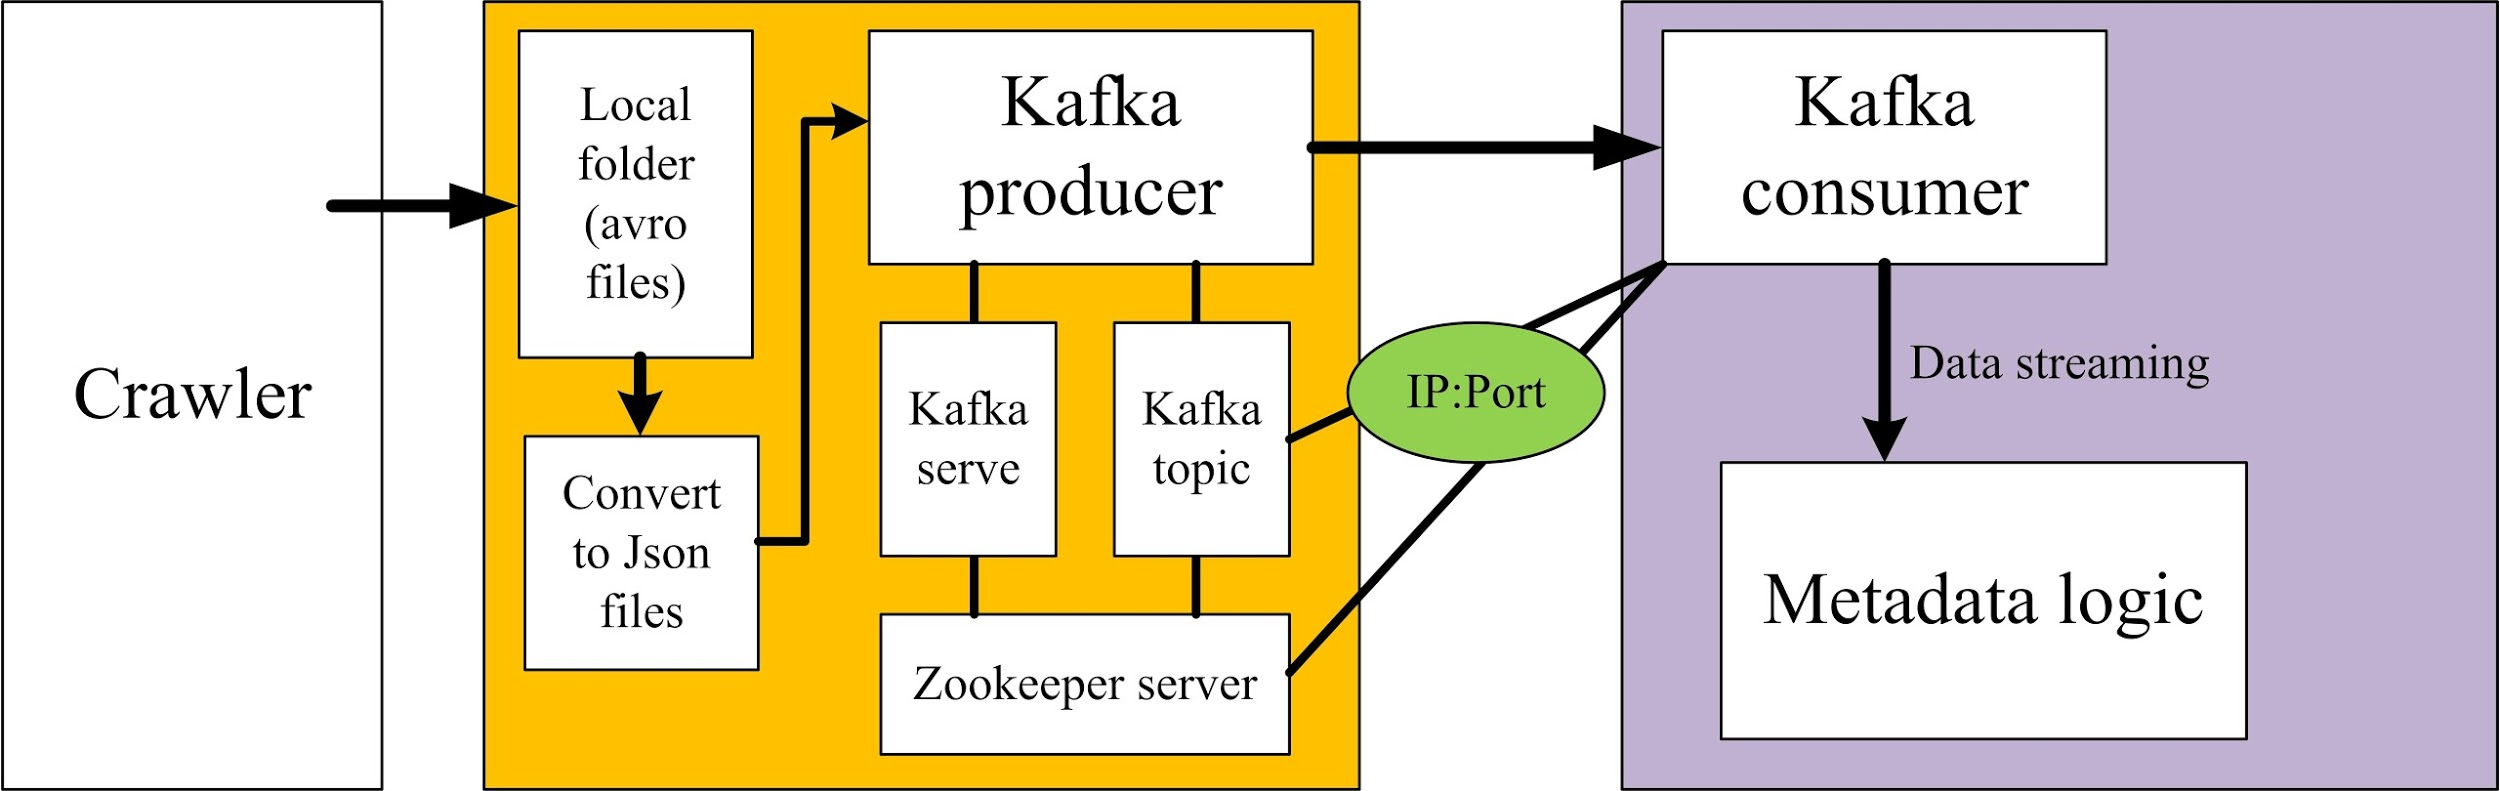 Crawler
Local
folder
(avro
files)
Convert
to Json
files
Kafka
producer
Kafka
serve
Kafka
topic
Zookeeper server
IP:Port
Kafka
consumer
Data streaming
Metadata logic